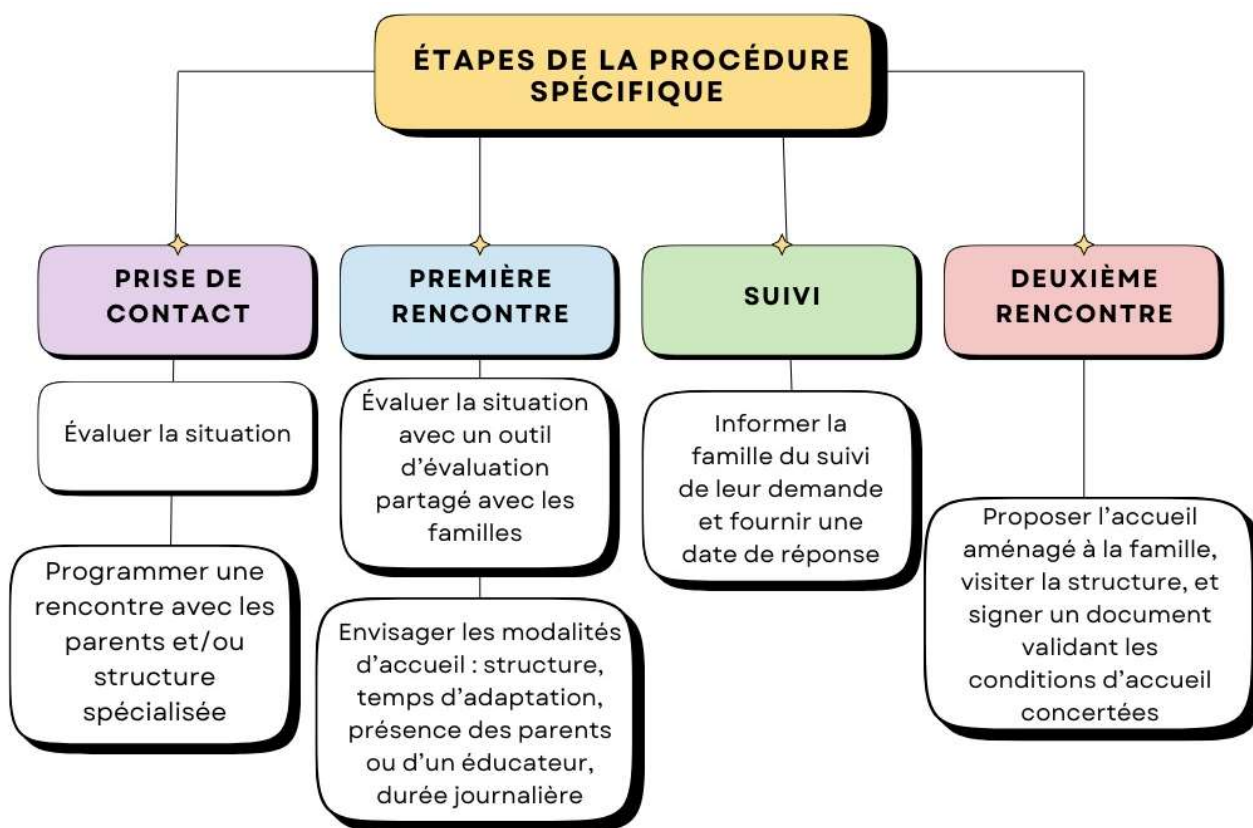 ÉTAPES DE LA PROCÉDURE
SPÉCIFIQUE
PRISE DE
CONTACT
Évaluer la situation
Programmer une
rencontre avec les
parents et/ou
structure
spécialisée
PREMIÈRE
RENCONTRE
Évaluer la situation
avec un outil
d'évaluation
partagé avec les
familles
Envisager les modalités
d'accueil : structure,
temps d'adaptation,
présence des parents
ou d'un éducateur,
durée journalière
SUIVI
Informer la
famille du suivi
de leur demande
et fournir une
date de réponse
DEUXIÈME
RENCONTRE
Proposer l'accueil
aménagé à la famille,
visiter la structure, et
signer un document
validant les
conditions d'accueil
concertées